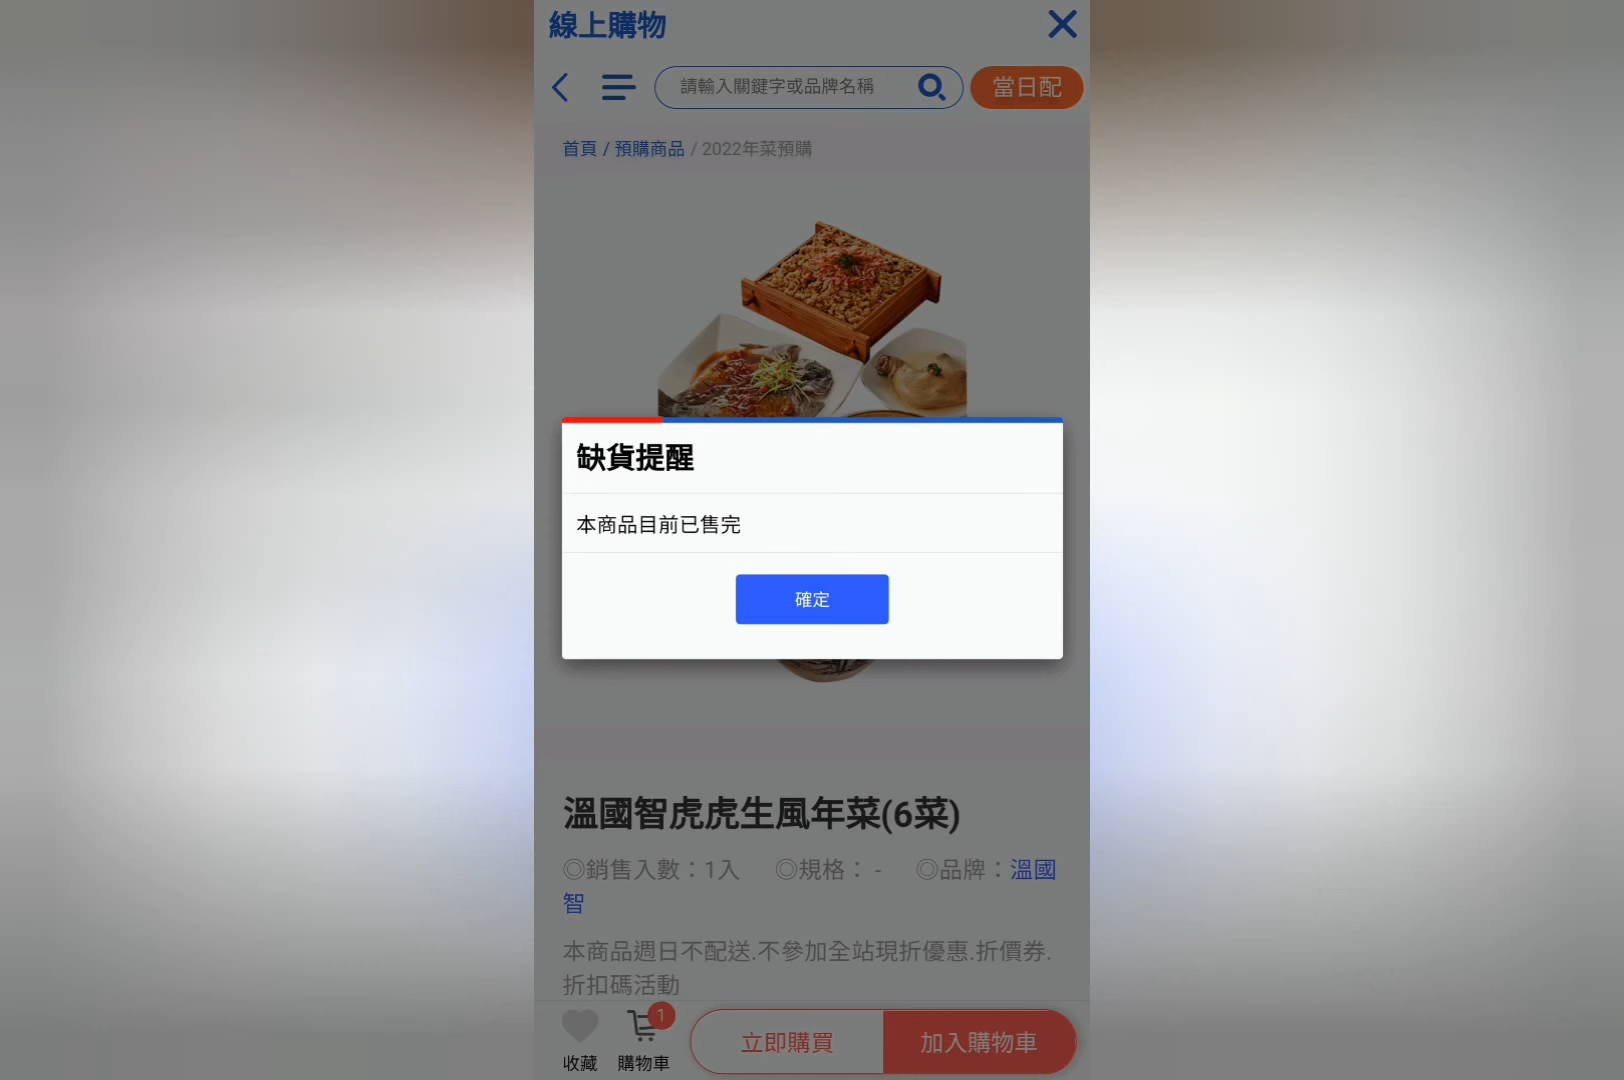 線上購物
請輸入關鍵字或品牌名稱
當日配
首頁 / 預購商品 / 2022年菜預購
缺貨提醒
本商品目前已售完
確定
溫國智虎虎生風年菜(6菜)
◎銷售入數：1入 ◎規格： - ◎品牌：溫國
智
本商品週日不配送.不參加全站現折優惠.折價券.
折扣碼活動
1
收藏
購物車
立即購買
加入購物車